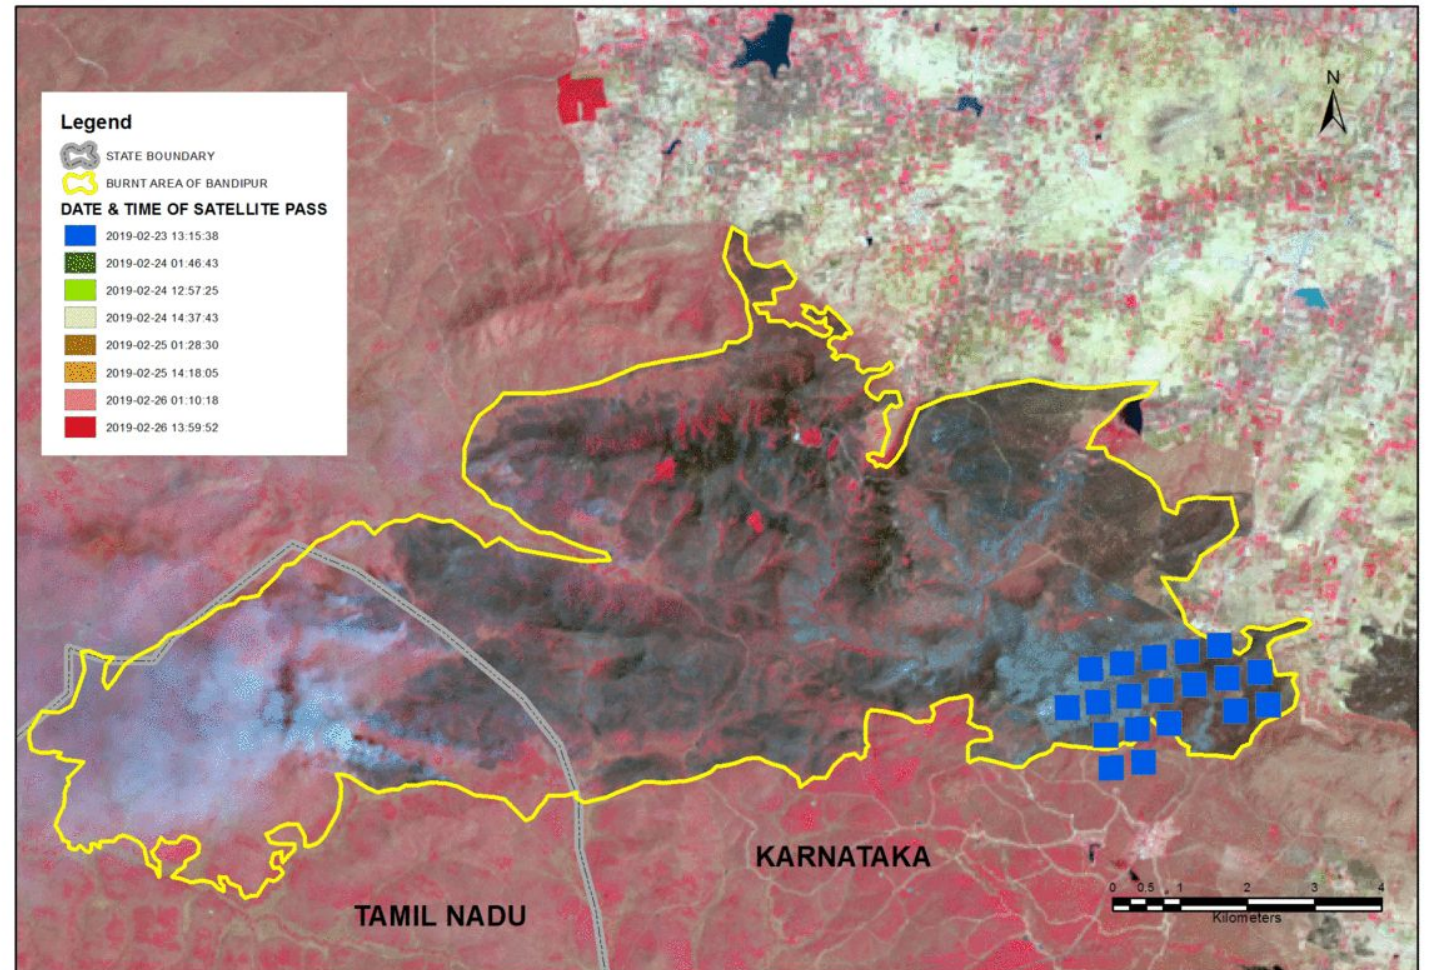 N
Legend
STATE BOUNDARY
BURNT AREA OF BANDIPUR
DATE & TIME OF SATELLITE PASS
2019-02-23 13:15:38
2019-02-24 01:46:43
2019-02-24 12:57:25
2019-02-24 14:37:43
2019-02-25 01:28:30
2019-02-25 14:18:05
2019-02-26 01:10:18
2019-02-26 13:59:52
KARNATAKA
TAMIL NADU
0 0.5 1 2 3 4
Kilometers